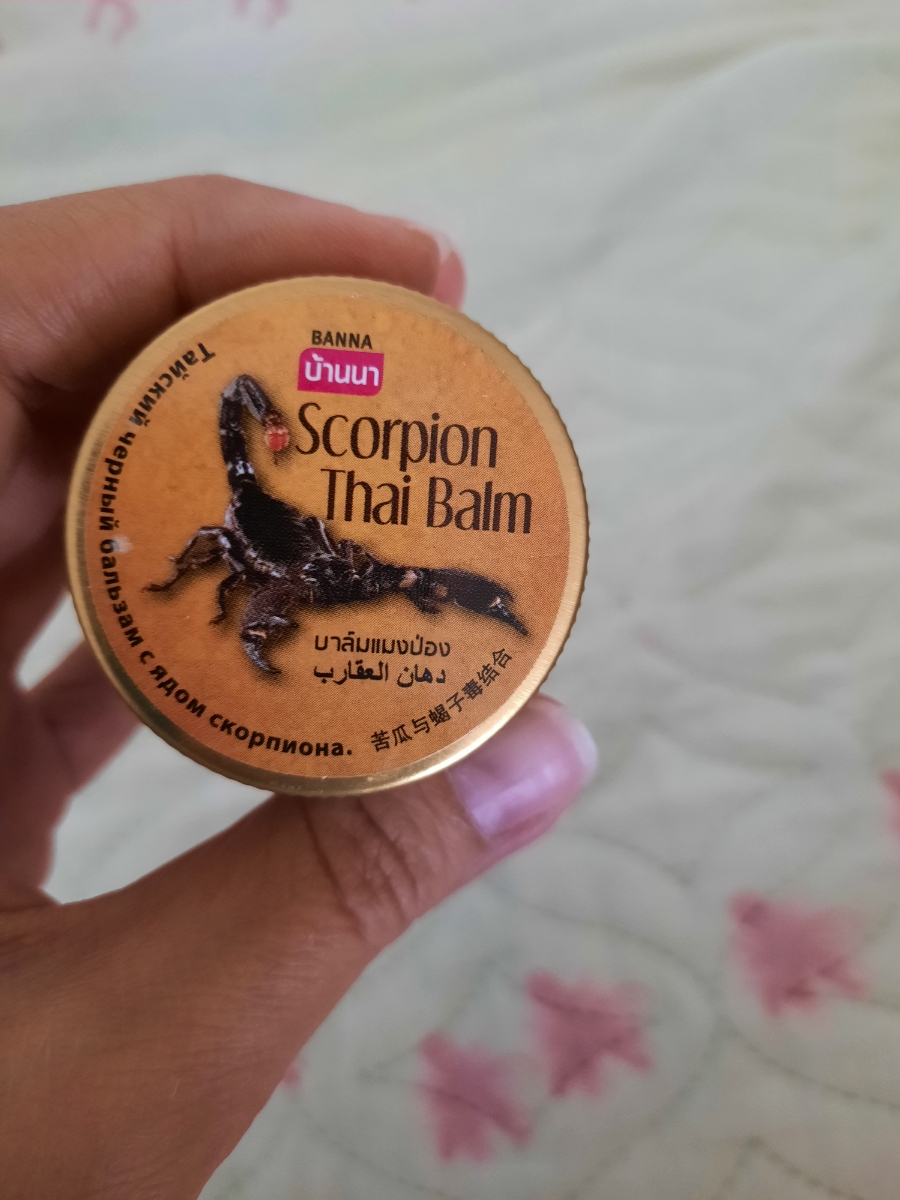 BANNA
บ้านนา
Scorpion
Thai Balm
บาล์มแมงป่อง
دهان العقارب
苦瓜与蝎子毒结合
Тайский черный бальзам с ядом скорпиона.